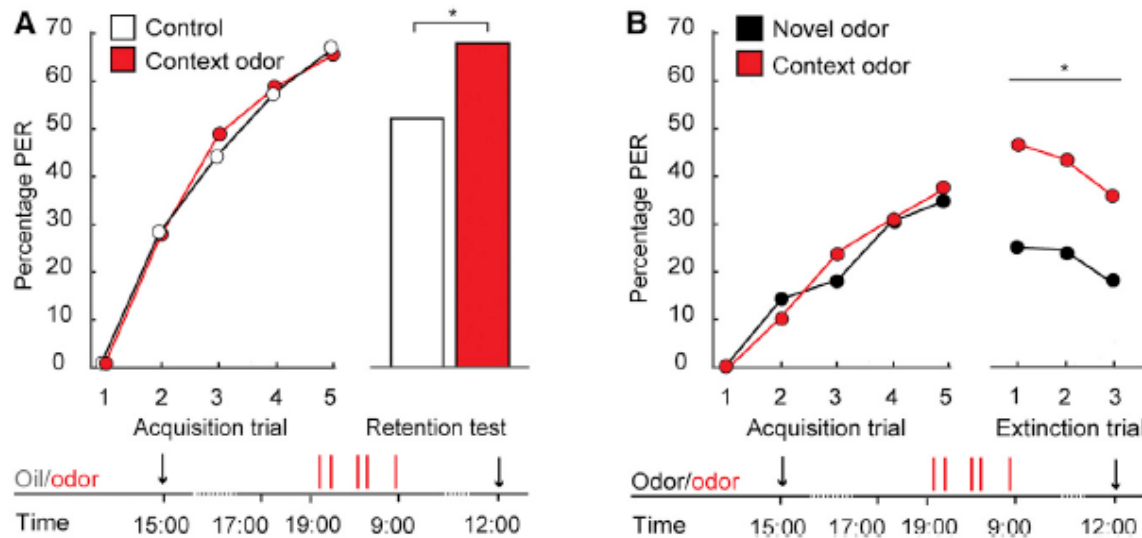 A
Control
Context odor
*
Percentage PER
70
60
50
40
30
20
10
0
1 2 3 4 5
Acquisition trial
Retention test
Oil/odor
Time 15:00 17:00 19:00 9:00 12:00
B
Novel odor
Context odor
*
Percentage PER
70
60
50
40
30
20
10
0
1 2 3 4 5
1 2 3
Acquisition trial
Extinction trial
Odor/odor
Time 15:00 17:00 19:00 9:00 12:00